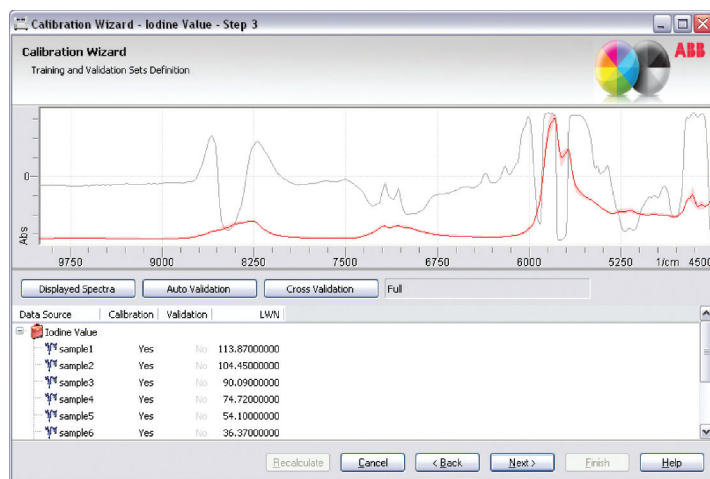 Calibration Wizard - Iodine Value - Step 3
Calibration Wizard
Training and Validation Sets Definition
ABB
0
Abs
9750 9000 8250 7500 6750 6000 5250 1/cm 4500
Displayed Spectra Auto Validation Cross Validation Full
Data Source Calibration Validation LWN
Iodine Value
sample1 Yes No 113.87000000
sample2 Yes No 104.45000000
sample3 Yes No 90.09000000
sample4 Yes No 74.72000000
sample5 Yes No 54.10000000
sample6 Yes No 36.37000000
Recalculate Cancel < Back Next > Finish Help